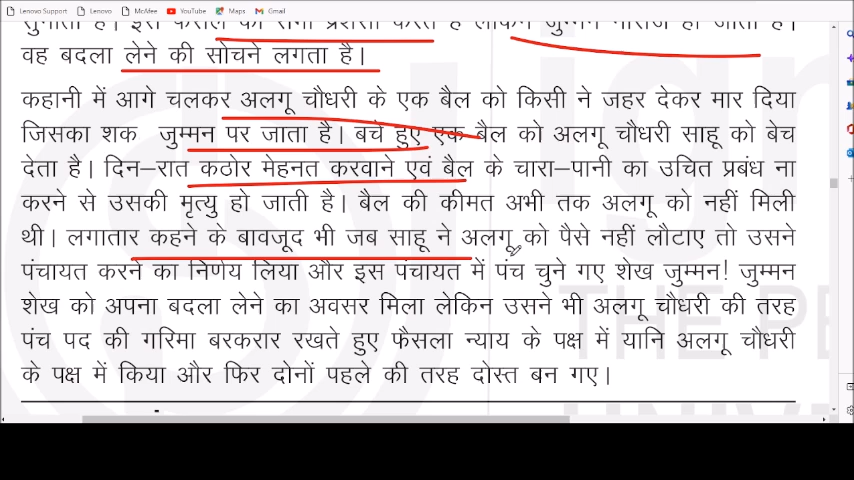 Lenovo Support Lenovo McAfee YouTube Maps Gmail
वह बदला लेने की सोचने लगता है।
कहानी में आगे चलकर अलगू चौधरी के एक बैल को किसी ने जहर देकर मार दिया
जिसका शक जुम्मन पर जाता है। बचे हुए एक बैल को अलगू चौधरी साहू को बेच
देता है। दिन–रात कठोर मेहनत करवाने एवं बैल के चारा–पानी का उचित प्रबंध ना
करने से उसकी मृत्यु हो जाती है। बैल की कीमत अभी तक अलगू को नहीं मिली
थी। लगातार कहने के बावजूद भी जब साहू ने अलगू को पैसे नहीं लौटाए तो उसने
पंचायत करने का निर्णय लिया और इस पंचायत में पंच चुने गए शेख जुम्मन! जुम्मन
शेख को अपना बदला लेने का अवसर मिला लेकिन उसने भी अलगू चौधरी की तरह
पंच पद की गरिमा बरकरार रखते हुए फैसला न्याय के पक्ष में यानि अलगू चौधरी
के पक्ष में किया और फिर दोनों पहले की तरह दोस्त बन गए।